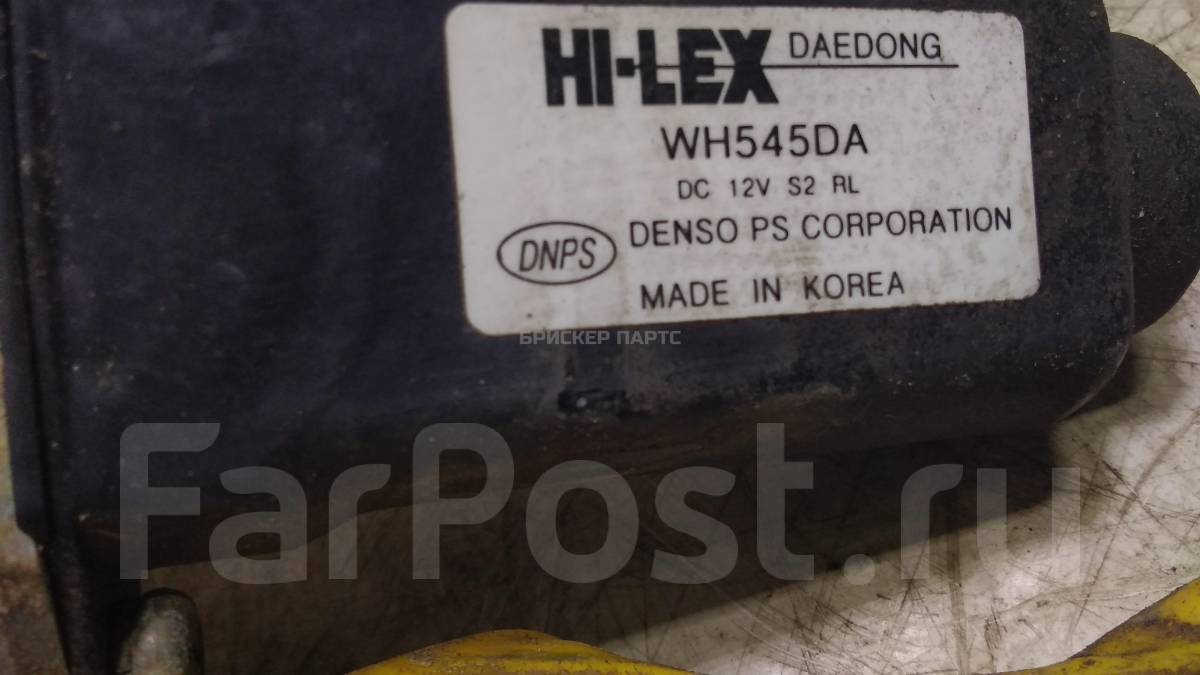 HI-LEX DAEDONG
WH545DA
DC 12V S2 RL
DNPS DENSO PS CORPORATION
MADE IN KOREA
БРИСКЕР ПАРТС
FarPost.ru